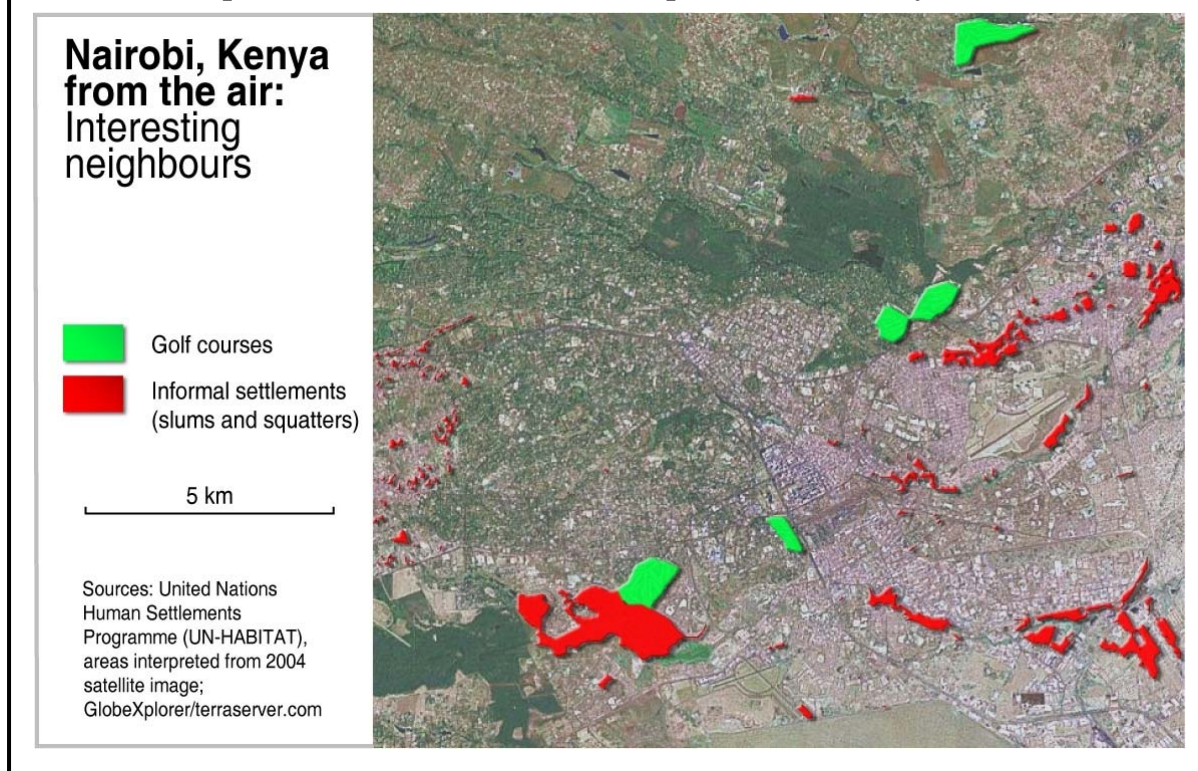 Nairobi, Kenya
from the air:
Interesting
neighbours
Golf courses
Informal settlements
(slums and squatters)
5 km
Sources: United Nations
Human Settlements
Programme (UN-HABITAT),
areas interpreted from 2004
satellite image;
GlobeXplorer/terraserver.com